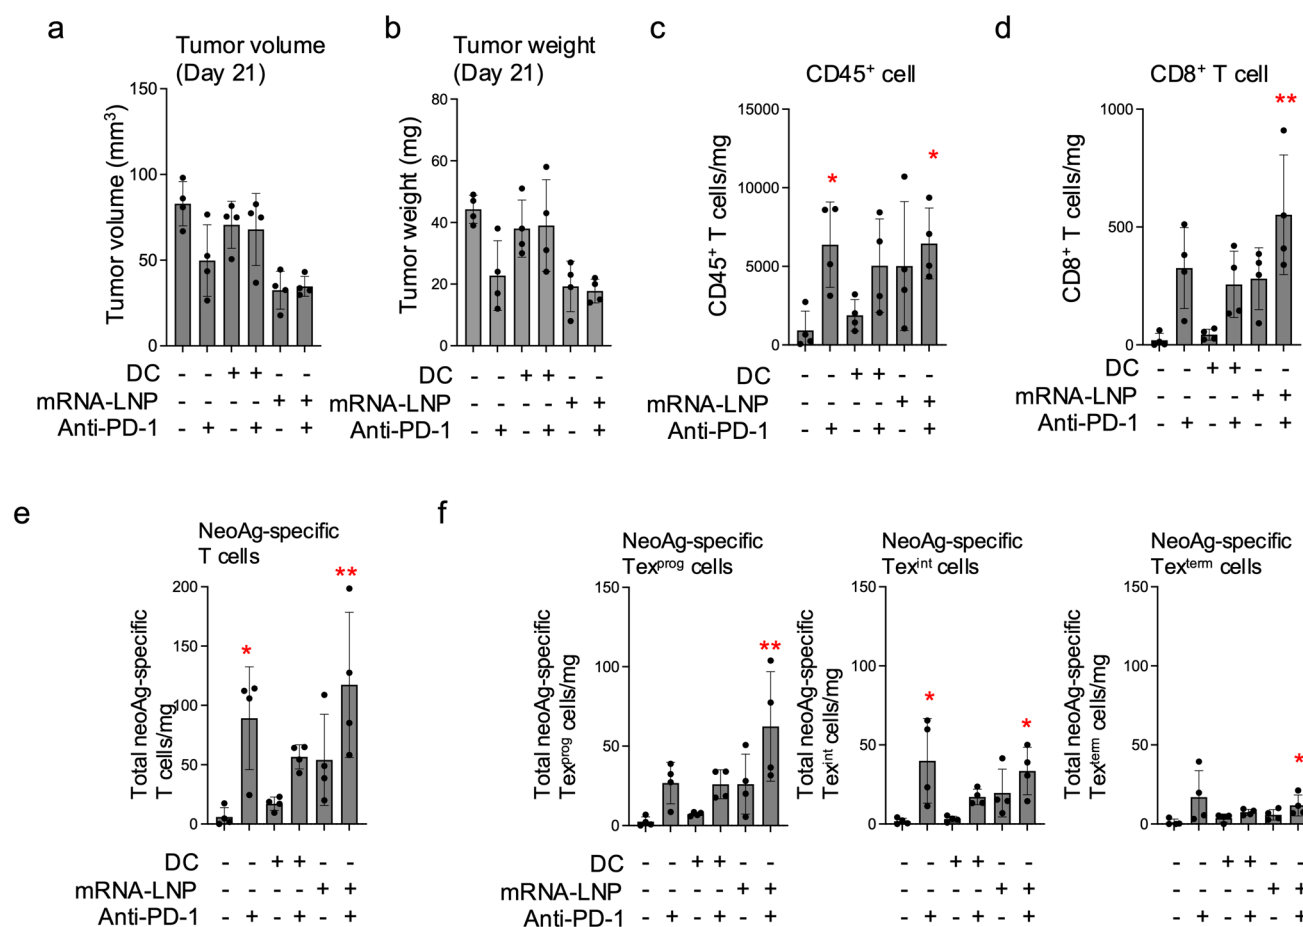 a
Tumor volume
(Day 21)
Tumor volume (mm³)
150
100
50
0
DC - - + + - -
mRNA-LNP - - - - + +
Anti-PD-1 - + - + - +
b
Tumor weight
(Day 21)
Tumor weight (mg)
80
60
40
20
0
DC - - + + - -
mRNA-LNP - - - - + +
Anti-PD-1 - + - + - +
c
CD45⁺ cell
CD45⁺ T cells/mg
15000
10000
5000
0
* *
DC - - + + - -
mRNA-LNP - - - - + +
Anti-PD-1 - + - + - +
d
CD8⁺ T cell
CD8⁺ T cells/mg
1000
500
0
**
DC - - + + - -
mRNA-LNP - - - - + +
Anti-PD-1 - + - + - +
e
NeoAg-specific
T cells
Total neoAg-specific
T cells/mg
200
150
100
50
0
* **
DC - - + + - -
mRNA-LNP - - - - + +
Anti-PD-1 - + - + - +
f
NeoAg-specific
Texᵖʳᵒᵍ cells
Total neoAg-specific
Texᵖʳᵒᵍ cells/mg
150
100
50
0
**
NeoAg-specific
Texⁱⁿᵗ cells
Total neoAg-specific
Texⁱⁿᵗ cells/mg
150
100
50
0
* *
NeoAg-specific
Texᵗᵉʳᵐ cells
Total neoAg-specific
Texᵗᵉʳᵐ cells/mg
150
100
50
0
*
DC - - + + - - - - + + - - - - + + - -
mRNA-LNP - - - - + + - - - - + + - - - - + +
Anti-PD-1 - + - + - + - + - + - + - + - + - +